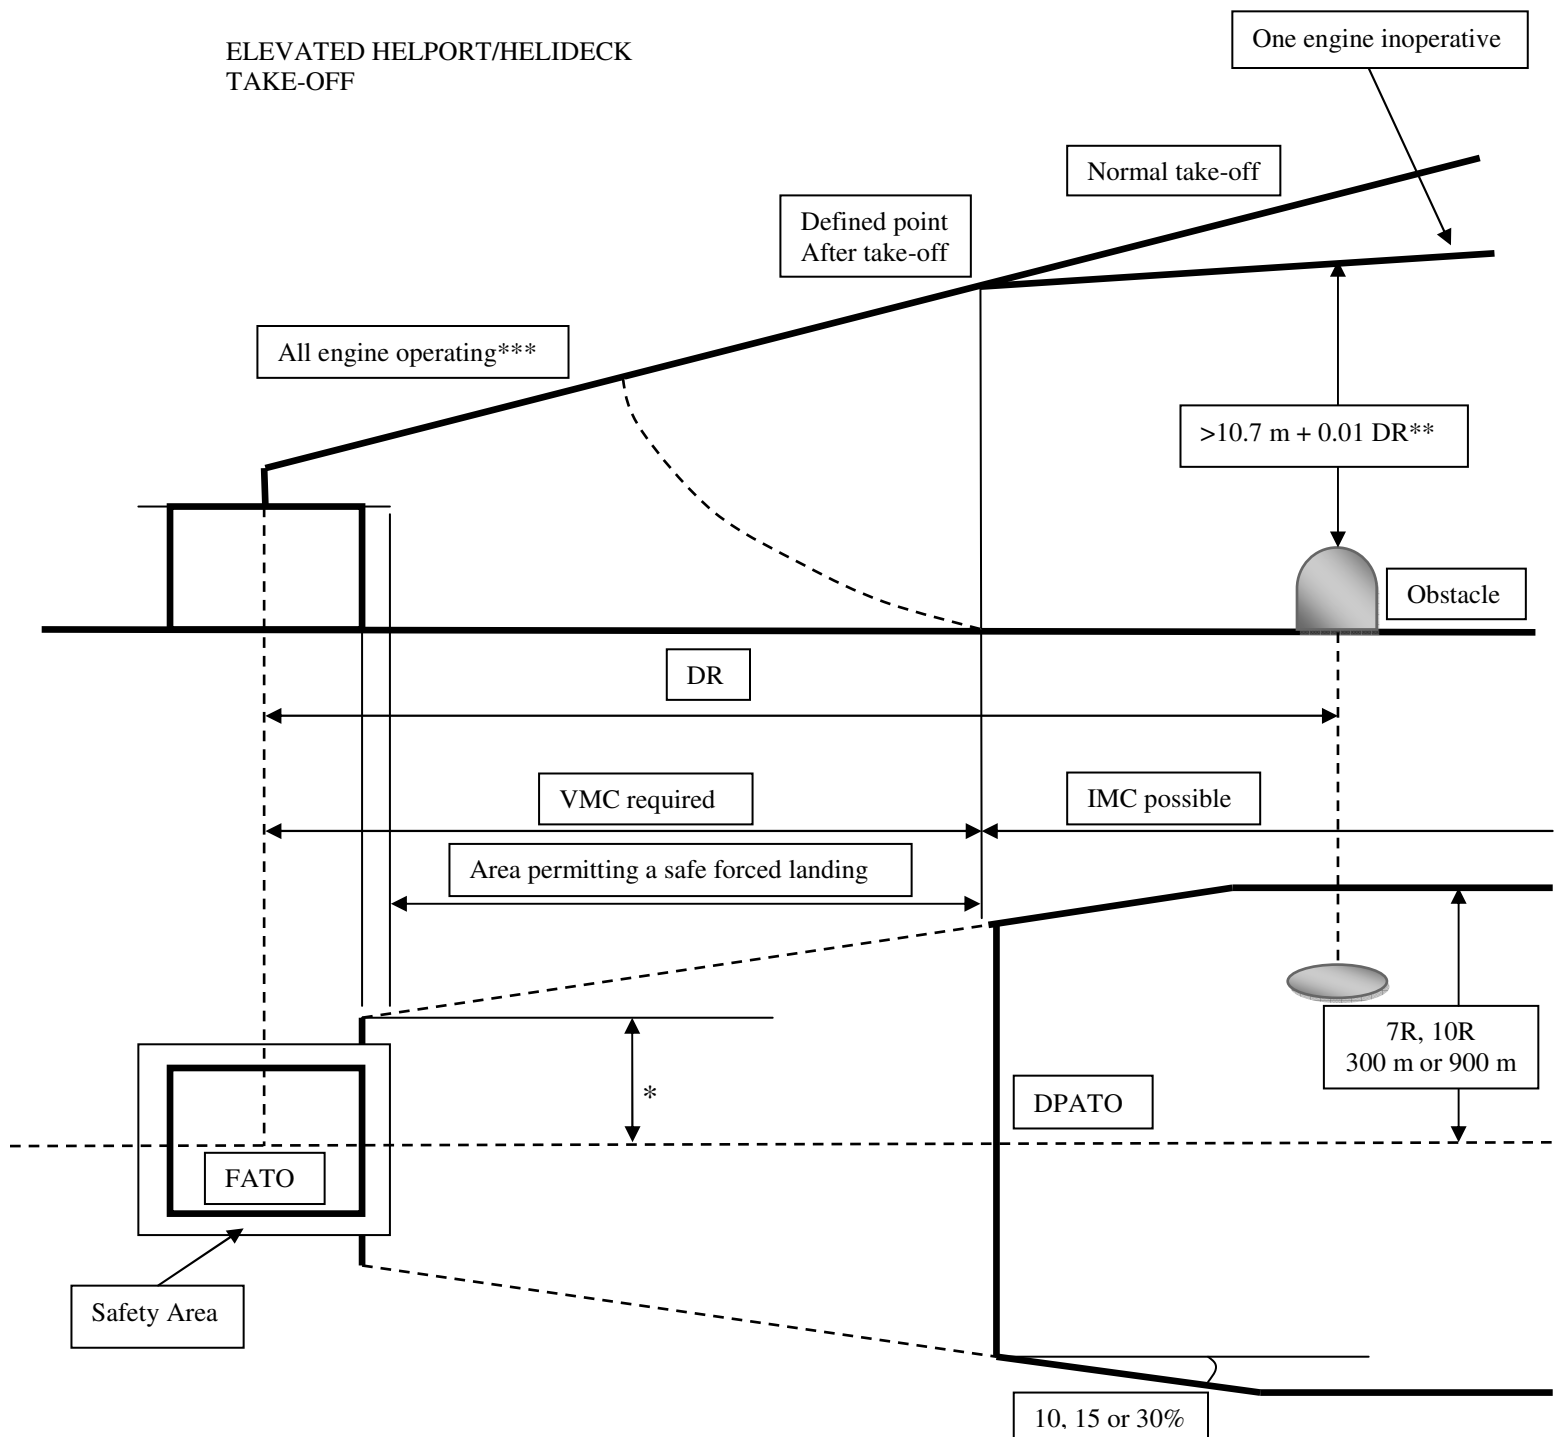 ELEVATED HELPORT/HELIDECK
TAKE-OFF
One engine inoperative
Normal take-off
Defined point
After take-off
All engine operating***
>10.7 m + 0.01 DR**
Obstacle
DR
VMC required
IMC possible
Area permitting a safe forced landing
7R, 10R
300 m or 900 m
*
DPATO
FATO
Safety Area
10, 15 or 30%